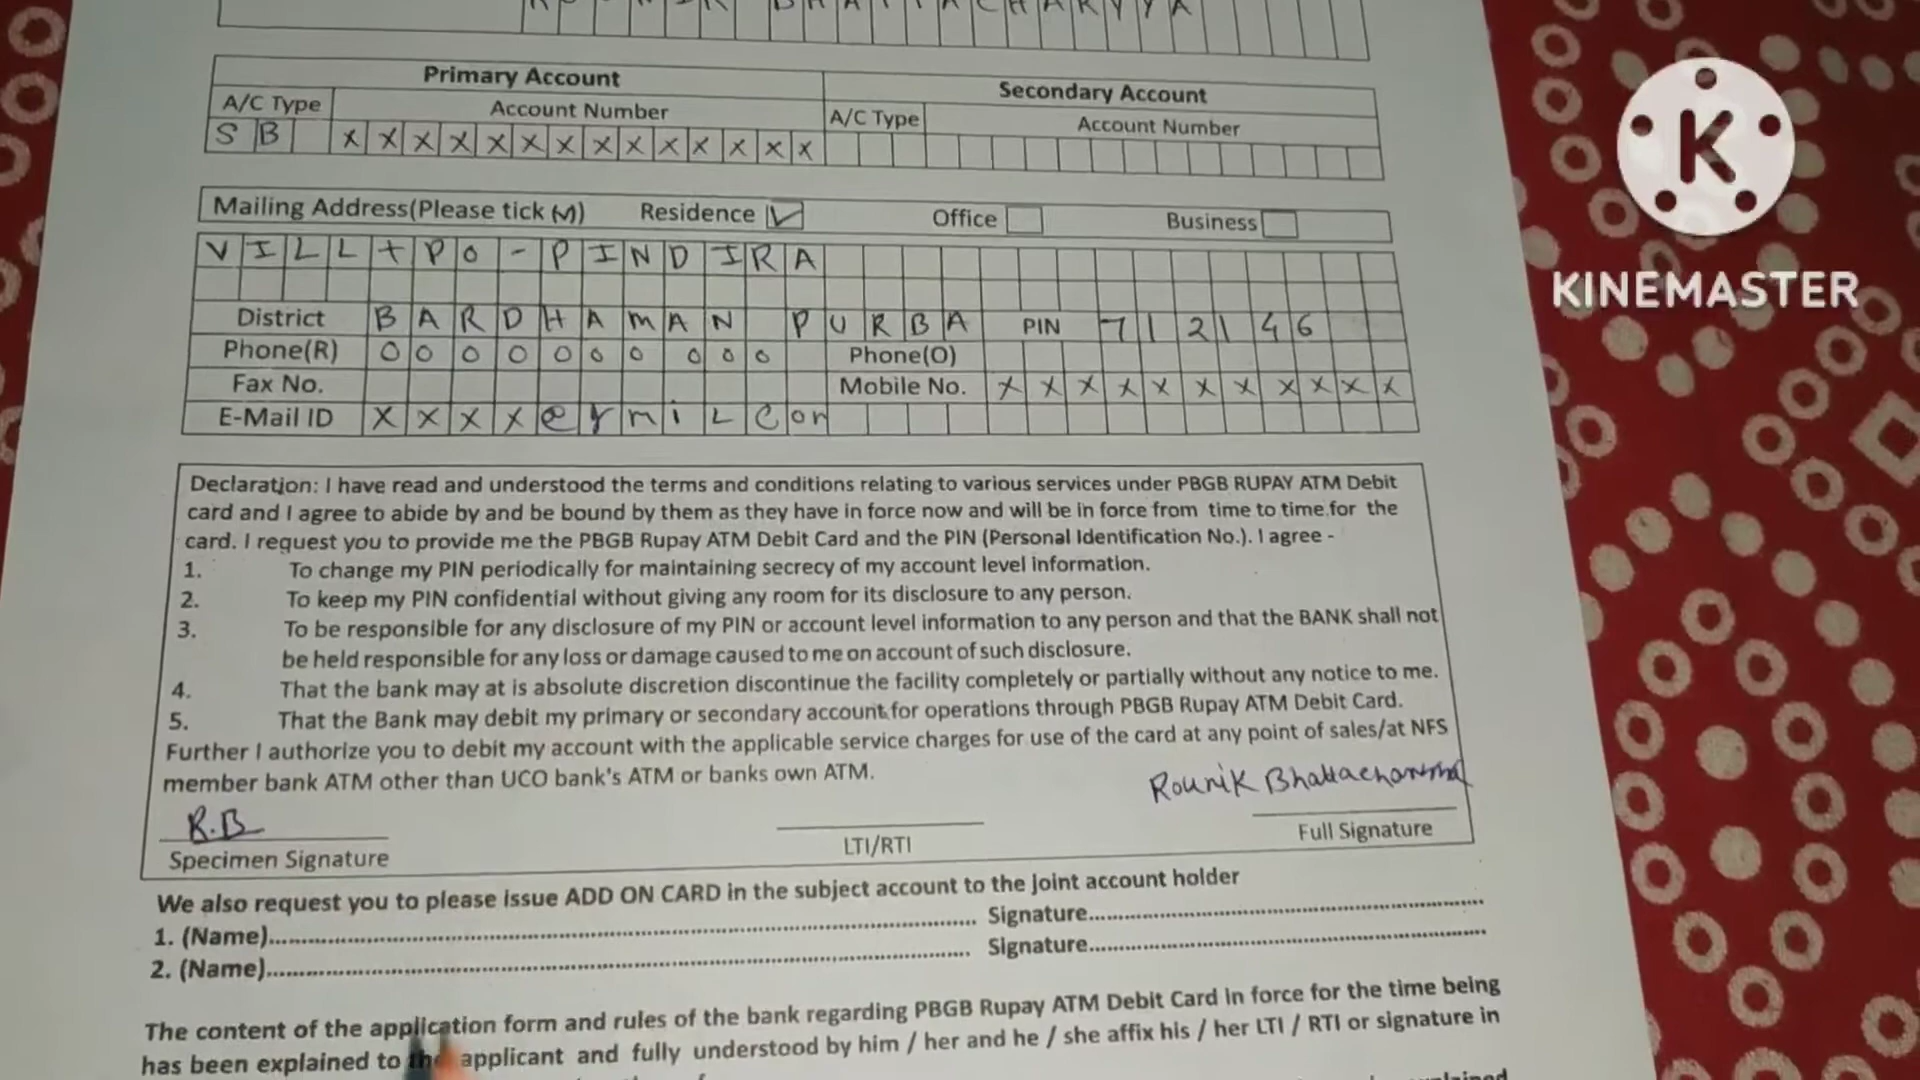 BHATTACHARYYA
Primary Account
Secondary Account
A/C Type Account Number A/C Type Account Number
S B X X X X X X X X X X X X X X
Mailing Address(Please tick (✓)) Residence ✓ Office Business
VILL+PO-PINDIRA
District BARDHAMAN PURBA PIN 712146
Phone(R) 0000000000 Phone(O)
Fax No. Mobile No. X X X X X X X X X X X
E-Mail ID XXXX@
Declaration: I have read and understood the terms and conditions relating to various services under PBGB RUPAY ATM Debit
card and I agree to abide by and be bound by them as they have in force now and will be in force from time to time.for the
card. I request you to provide me the PBGB Rupay ATM Debit Card and the PIN (Personal Identification No.). I agree -
1. To change my PIN periodically for maintaining secrecy of my account level information.
2. To keep my PIN confidential without giving any room for its disclosure to any person.
3. To be responsible for any disclosure of my PIN or account level information to any person and that the BANK shall not
be held responsible for any loss or damage caused to me on account of such disclosure.
4. That the bank may at is absolute discretion discontinue the facility completely or partially without any notice to me.
5. That the Bank may debit my primary or secondary account for operations through PBGB Rupay ATM Debit Card.
Further I authorize you to debit my account with the applicable service charges for use of the card at any point of sales/at NFS
member bank ATM other than UCO bank's ATM or banks own ATM.
R.B Rounik
Specimen Signature LTI/RTI Full Signature
We also request you to please issue ADD ON CARD in the subject account to the joint account holder
1. (Name)................ Signature................
2. (Name)................ Signature................
The content of the application form and rules of the bank regarding PBGB Rupay ATM Debit Card in force for the time being
has been explained to the applicant and fully understood by him / her and he / she affix his / her LTI / RTI or signature in
K
KINEMASTER